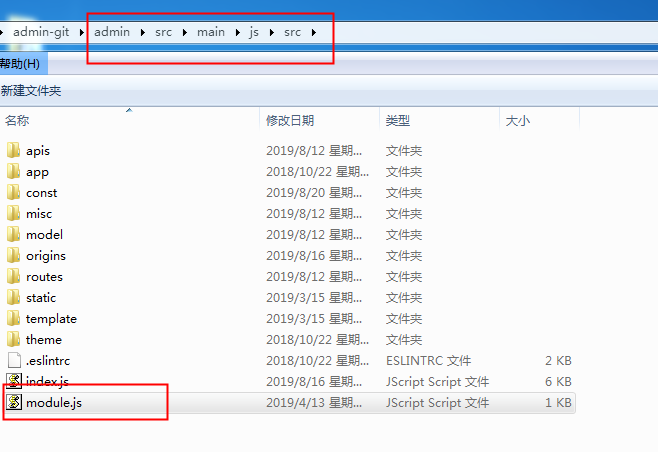 admin-git admin src main js src
帮助(H)
新建文件夹
名称 修改日期 类型 大小
apis 2019/8/12 星期... 文件夹
app 2018/10/22 星期... 文件夹
const 2019/8/20 星期... 文件夹
misc 2019/8/12 星期... 文件夹
model 2019/8/12 星期... 文件夹
origins 2019/8/16 星期... 文件夹
routes 2019/8/12 星期... 文件夹
static 2019/3/15 星期... 文件夹
template 2019/3/15 星期... 文件夹
theme 2018/10/22 星期... 文件夹
.eslintrc 2018/10/22 星期... ESLINTRC 文件 2 KB
index.js 2019/8/16 星期... JScript Script 文件 6 KB
module.js 2019/4/13 星期... JScript Script 文件 1 KB